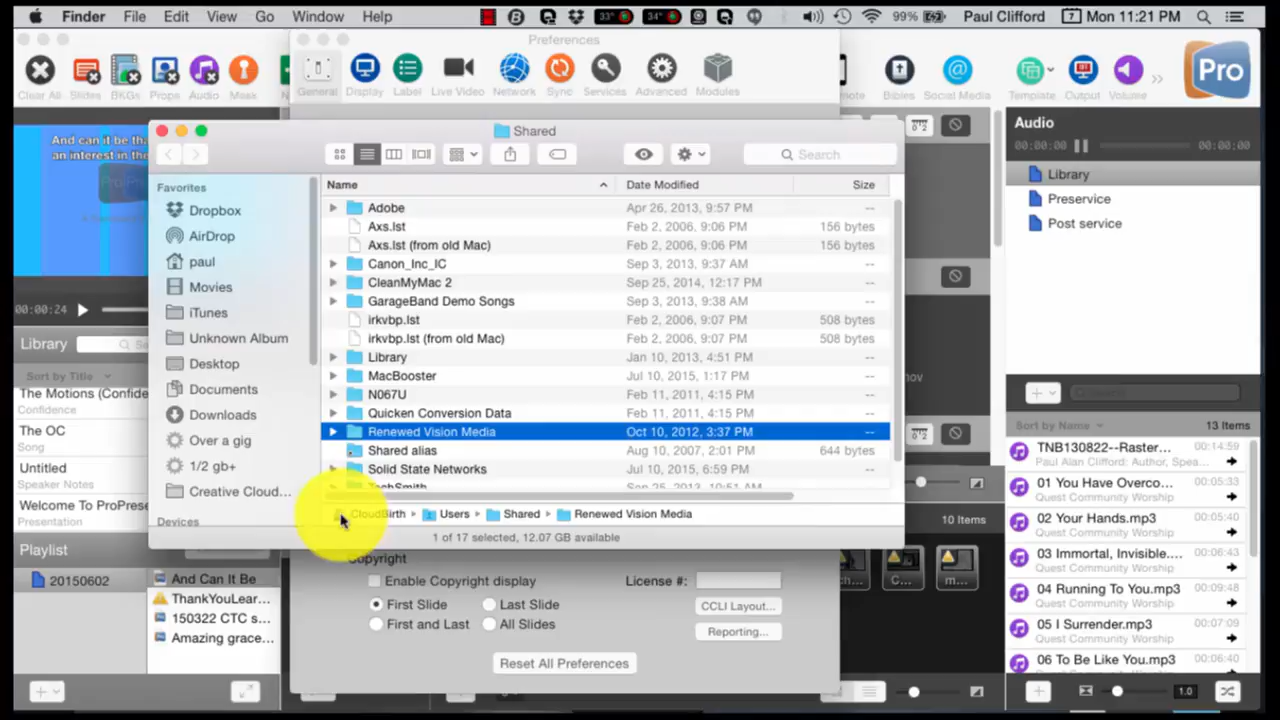 Finder File Edit View Go Window Help 33° 34° 99% Paul Clifford 7 Mon 11:21 PM
Preferences
Clear All Slides BKGs Props Audio Mask
General Display Label Live Video Network Sync Services Advanced Modules
Bibles Social Media Template Output Volume
Pro
And can it be tha
an interest in the
00:00:24
Library
Sort by Title
The Motions (Confide
Confidence
The OC
Song
Untitled
Speaker Notes
Welcome To ProPrese
Presentation
Playlist
20150602
And Can It Be
ThankYouLear...
150322 CTC s...
Amazing grace...
Shared
Search
Favorites
Dropbox
AirDrop
paul
Movies
iTunes
Unknown Album
Desktop
Documents
Downloads
Over a gig
1/2 gb+
Creative Cloud...
Devices
Name Date Modified Size
Adobe Apr 26, 2013, 9:57 PM --
Axs.lst Feb 2, 2006, 9:06 PM 156 bytes
Axs.lst (from old Mac) Feb 2, 2006, 9:06 PM 156 bytes
Canon_Inc_IC Sep 3, 2013, 9:37 AM --
CleanMyMac 2 Sep 25, 2014, 12:17 PM --
GarageBand Demo Songs Sep 3, 2013, 9:38 AM --
irkvbp.lst Feb 2, 2006, 9:07 PM 508 bytes
irkvbp.lst (from old Mac) Feb 2, 2006, 9:07 PM 508 bytes
Library Jan 10, 2013, 4:51 PM --
MacBooster Jul 10, 2015, 1:17 PM --
N067U Feb 11, 2011, 4:15 PM --
Quicken Conversion Data Feb 11, 2011, 4:15 PM --
Renewed Vision Media Oct 10, 2012, 3:37 PM --
Shared alias Aug 10, 2007, 2:01 PM 644 bytes
Solid State Networks Jul 10, 2015, 6:59 PM --
TechSmith Sep 25, 2013, 10:51 AM --
CloudBirth Users Shared Renewed Vision Media
1 of 17 selected, 12.07 GB available
Copyright
Enable Copyright display License #:
First Slide Last Slide CCLI Layout...
First and Last All Slides Reporting...
Reset All Preferences
10 Items
ch... C... m...
Audio
00:00:00 00:00:00
Library
Preservice
Post service
Search
Sort by Name 13 Items
TNB130822--Raster... 00:14:59
Paul Alan Clifford: Author, Spea...
01 You Have Overco... 00:05:33
Quest Community Worship
02 Your Hands.mp3 00:05:40
Quest Community Worship
03 Immortal, Invisible.... 00:06:43
Quest Community Worship
04 Running To You.mp3 00:09:48
Quest Community Worship
05 I Surrender.mp3 00:07:09
Quest Community Worship
06 To Be Like You.mp3 00:06:40
Quest Community Worship
1.0